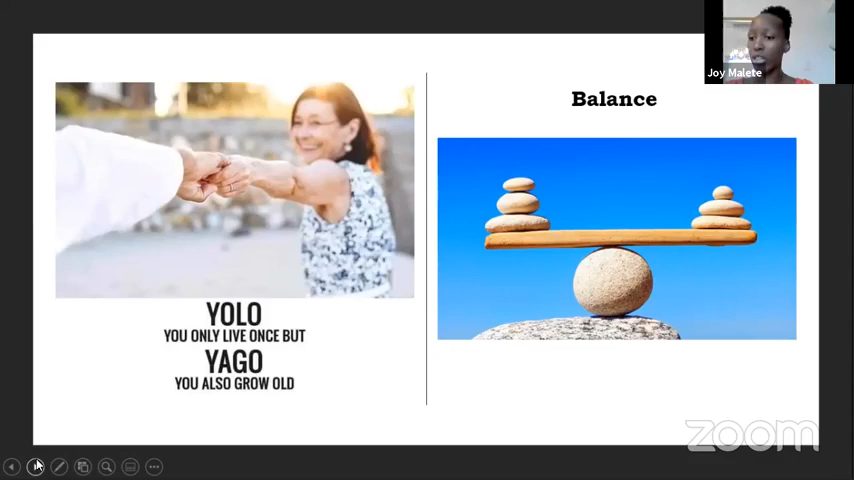 Joy Malete
Balance
YOLO
YOU ONLY LIVE ONCE BUT
YAGO
YOU ALSO GROW OLD
zoom